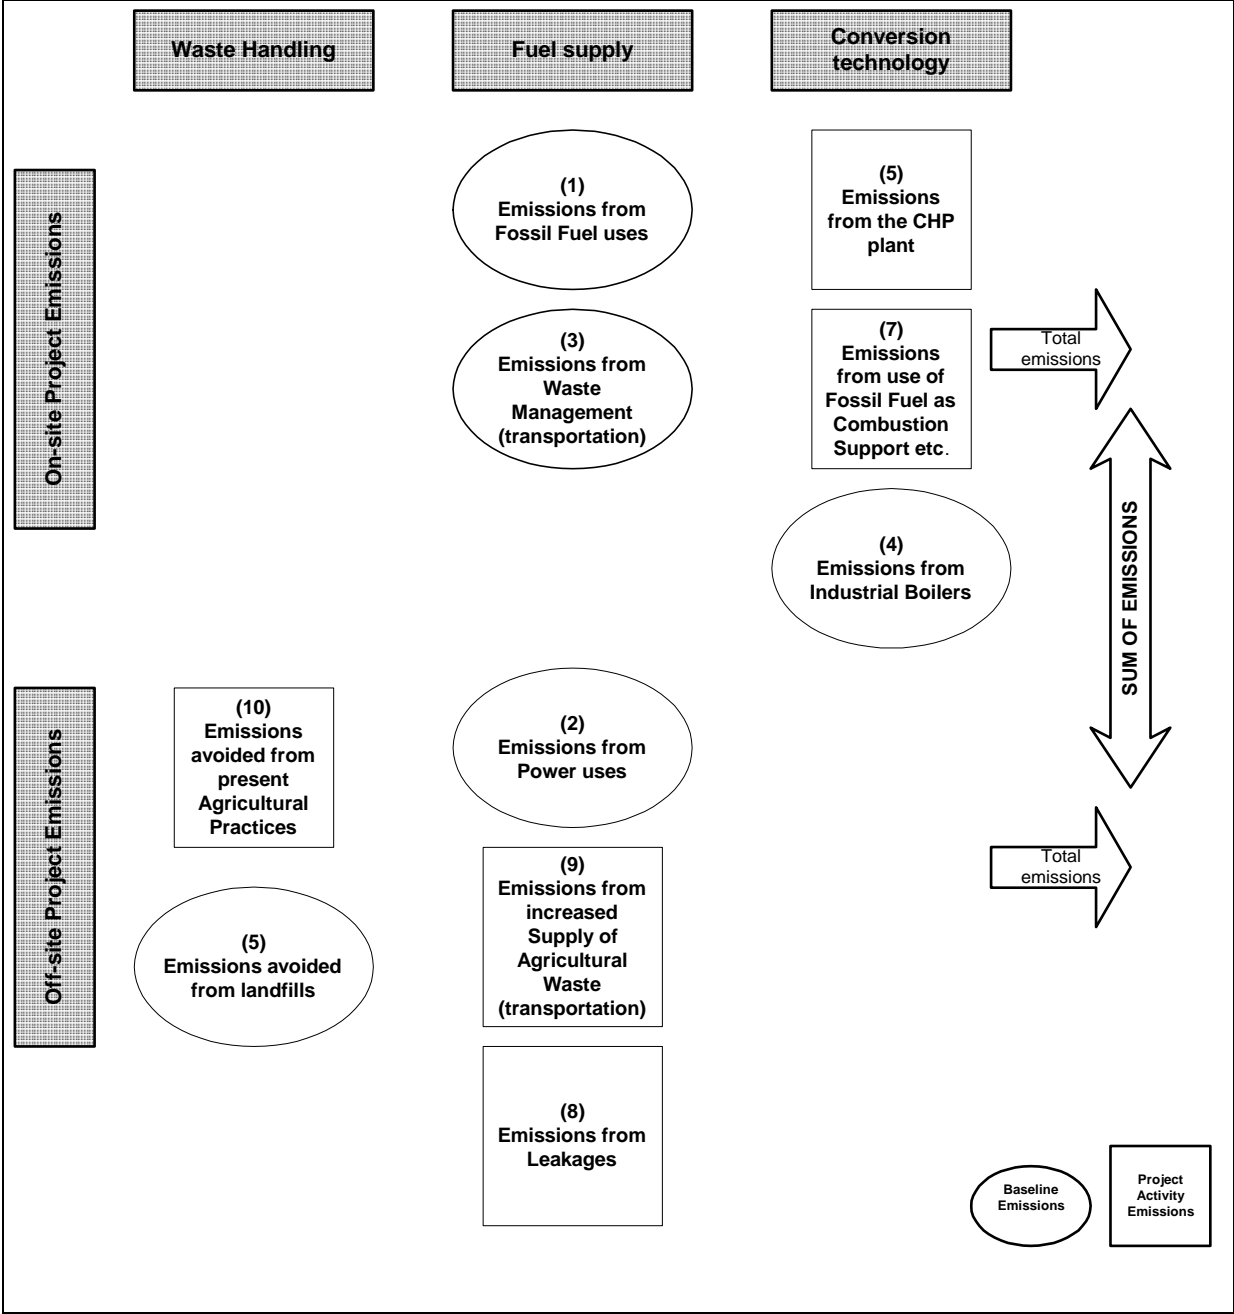 Waste Handling
Fuel supply
Conversion
technology
On-site Project Emissions
(1)
Emissions from
Fossil Fuel uses
(5)
Emissions
from the CHP
plant
(3)
Emissions from
Waste
Management
(transportation)
(7)
Emissions
from use of
Fossil Fuel as
Combustion
Support etc.
Total
emissions
(4)
Emissions from
Industrial Boilers
SUM OF EMISSIONS
Off-site Project Emissions
(10)
Emissions
avoided from
present
Agricultural
Practices
(2)
Emissions from
Power uses
(5)
Emissions avoided
from landfills
(9)
Emissions from
increased
Supply of
Agricultural
Waste
(transportation)
Total
emissions
(8)
Emissions from
Leakages
Baseline
Emissions
Project
Activity
Emissions